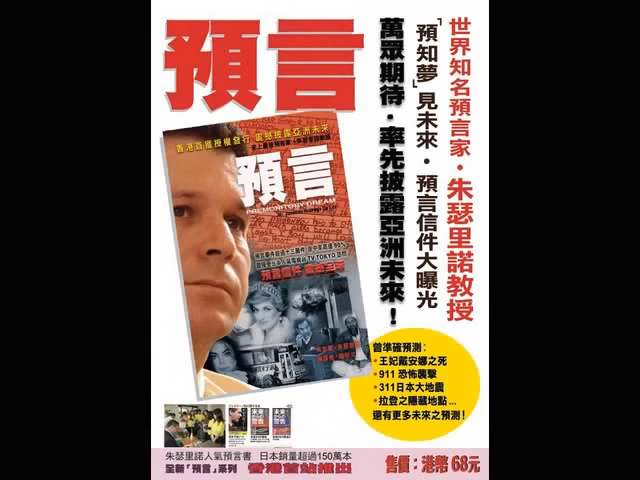 預言
世界知名預言家・朱瑟里諾教授
「預知夢」見未來・預言信件大曝光
萬眾期待・率先披露亞洲未來！
香港首獲授權發行 震撼披露亞洲未來
預言
PREMONITORY DREAM
預言信件
曾準確預測：
・王妃戴安娜之死
・911 恐怖襲擊
・311日本大地震
・拉登之隱藏地點...
還有更多未來之預測！
朱瑟里諾人氣預言書 日本銷量超過150萬本
全新「預言」系列 香港首站推出
售價：港幣 68元